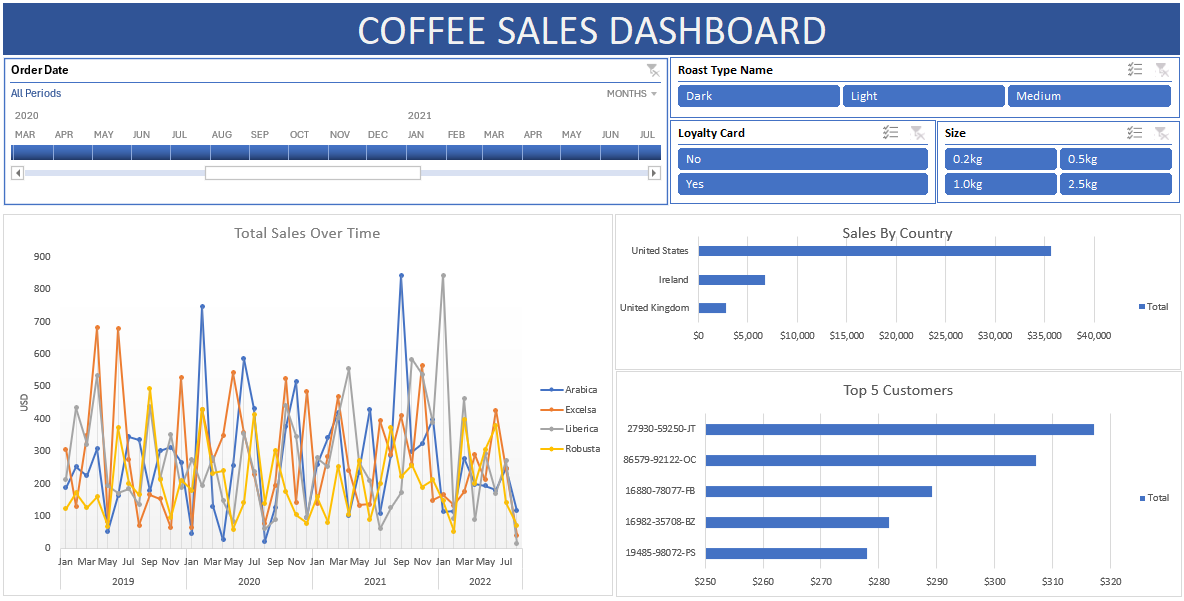 COFFEE SALES DASHBOARD
Order Date
All Periods
MONTHS
2020 2021
MAR APR MAY JUN JUL AUG SEP OCT NOV DEC JAN FEB MAR APR MAY JUN JUL
Roast Type Name
Dark Light Medium
Loyalty Card
No
Yes
Size
0.2kg 0.5kg
1.0kg 2.5kg
Total Sales Over Time
900
800
700
600
500
400
300
200
100
0
USD
Jan Mar May Jul Sep Nov Jan Mar May Jul Sep Nov Jan Mar May Jul Sep Nov Jan Mar May Jul
2019 2020 2021 2022
Arabica
Excelsa
Liberica
Robusta
Sales By Country
United States
Ireland
United Kingdom
$0 $5,000 $10,000 $15,000 $20,000 $25,000 $30,000 $35,000 $40,000
Total
Top 5 Customers
27930-59250-JT
86579-92122-OC
16880-78077-FB
16982-35708-BZ
19485-98072-PS
$250 $260 $270 $280 $290 $300 $310 $320
Total